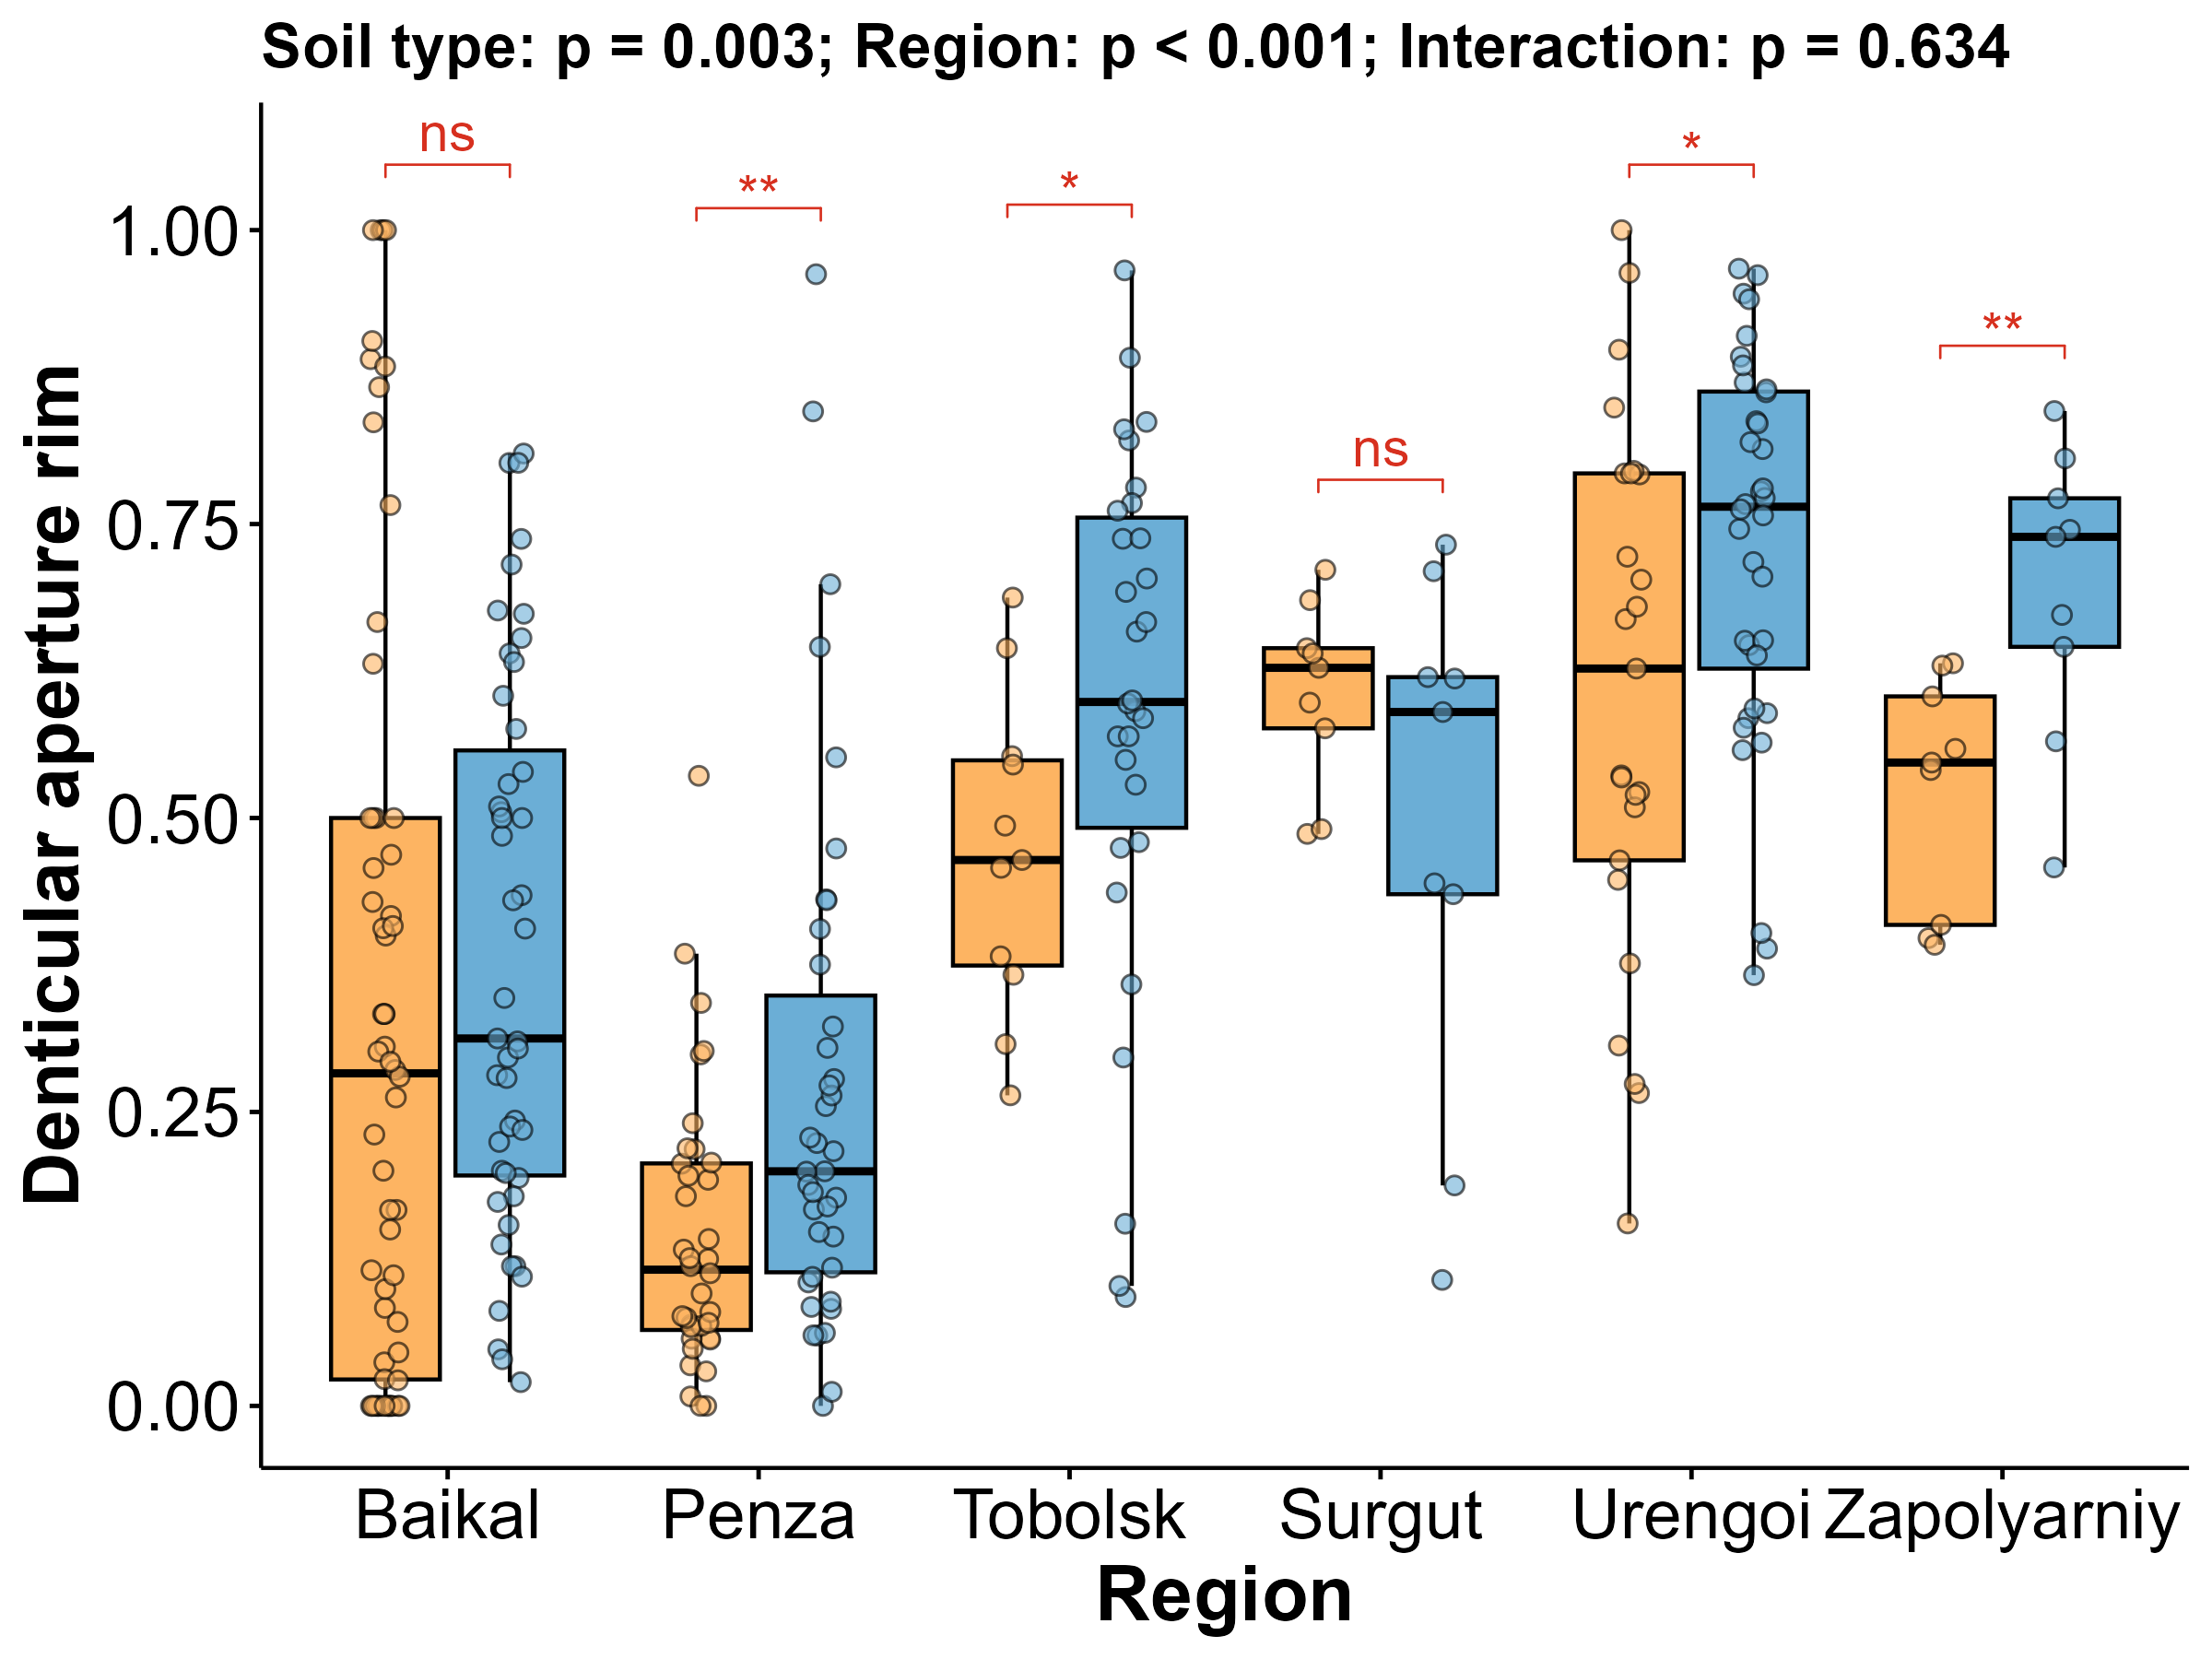 Soil type: p = 0.003; Region: p < 0.001; Interaction: p = 0.634
ns
**
*
ns
*
**
Denticular aperture rim
1.00
0.75
0.50
0.25
0.00
Baikal
Penza
Tobolsk
Surgut
Urengoi
Zapolyarniy
Region